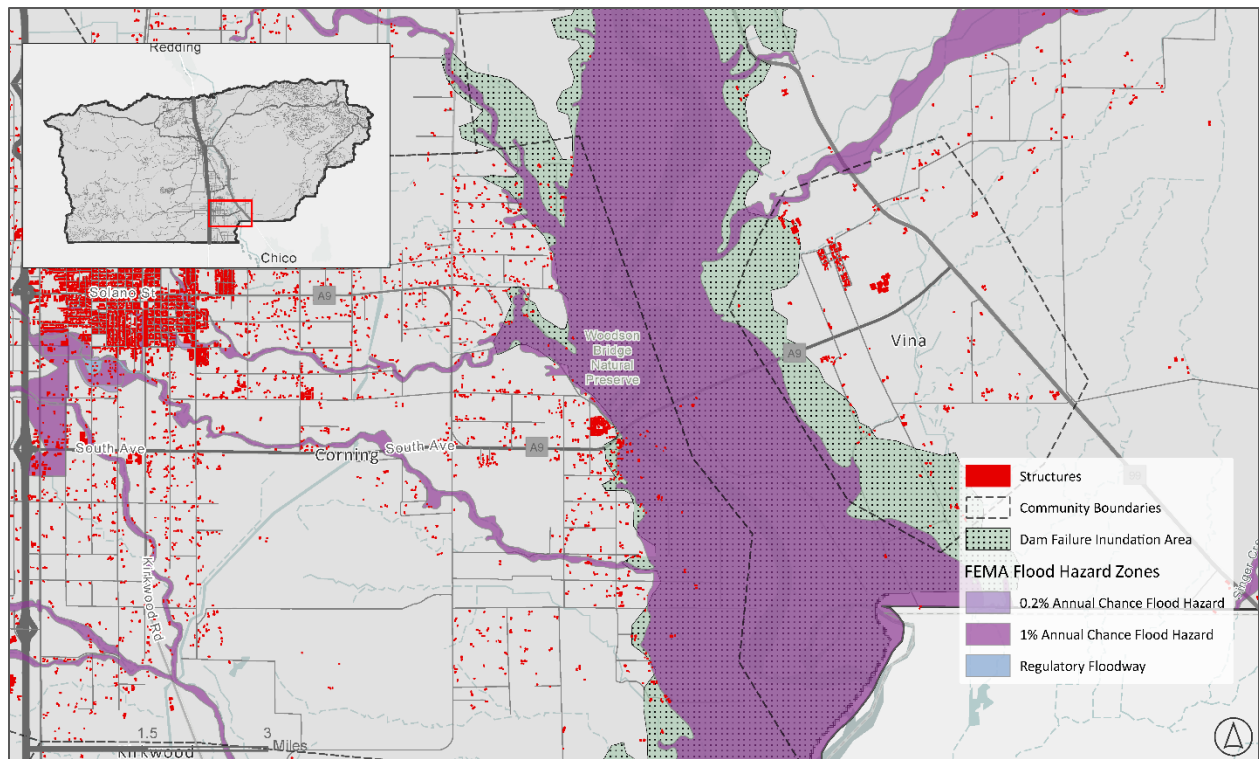 Redding
Chico
Solano St
A9
Woodson
Bridge
Natural
Preserve
A9
Vina
South Ave
Corning
South Ave
A9
Kirkwood Rd
1.5
3
Miles
Kirkwood
Structures
Community Boundaries
Dam Failure Inundation Area
FEMA Flood Hazard Zones
0.2% Annual Chance Flood Hazard
1% Annual Chance Flood Hazard
Regulatory Floodway